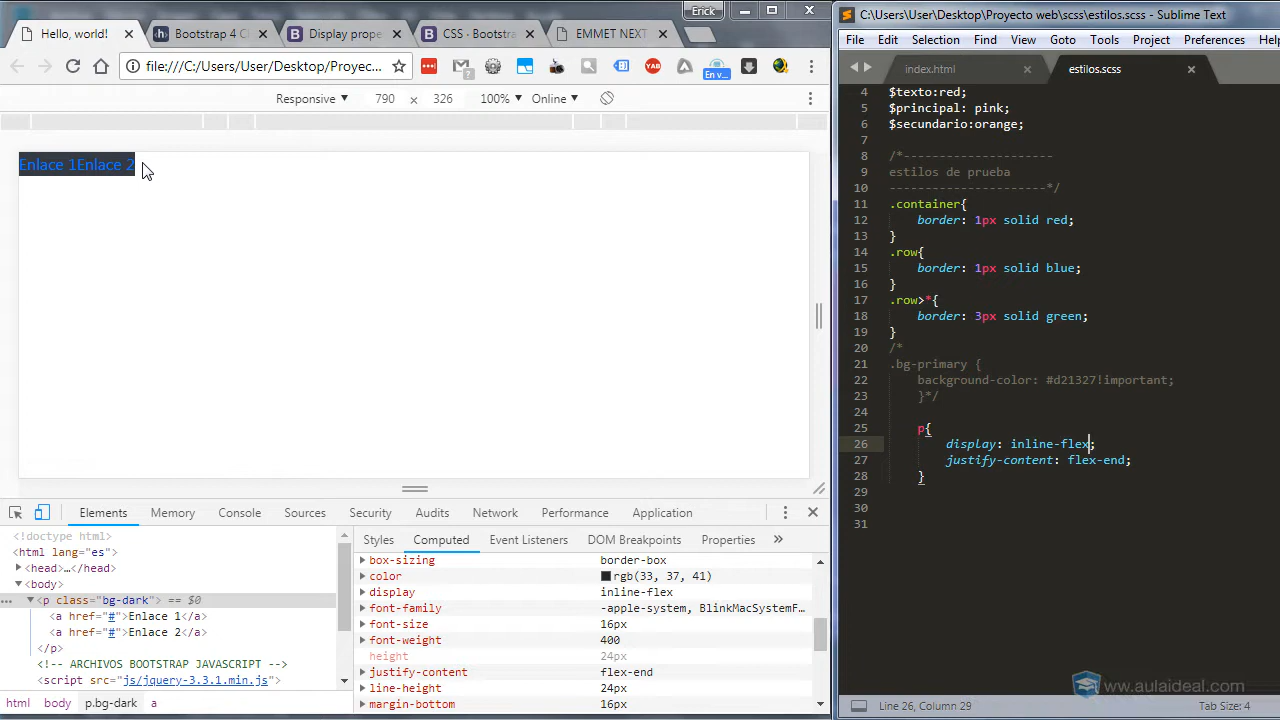 Erick
Hello, world!
Bootstrap 4 Cl
Display prope
CSS - Bootstra
EMMET NEXT
file:///C:/Users/User/Desktop/Proyec...
En v...
Responsive
790 × 326
100%
Online
Enlace 1Enlace 2
Elements
Memory
Console
Sources
Security
Audits
Network
Performance
Application
<!doctype html>
<html lang="es">
<head>…</head>
<body>
... <p class="bg-dark"> == $0
<a href="#">Enlace 1</a>
<a href="#">Enlace 2</a>
</p>
<!-- ARCHIVOS BOOTSTRAP JAVASCRIPT -->
<script src="js/jquery-3.3.1.min.js">
html body p.bg-dark a
Styles
Computed
Event Listeners
DOM Breakpoints
Properties
»
box-sizing border-box
color rgb(33, 37, 41)
display inline-flex
font-family -apple-system, BlinkMacSystemF…
font-size 16px
font-weight 400
height 24px
justify-content flex-end
line-height 24px
margin-bottom 16px
C:\Users\User\Desktop\Proyecto web\scss\estilos.scss - Sublime Text
File Edit Selection Find View Goto Tools Project Preferences Help
index.html
estilos.scss
4 $texto:red;
5 $principal: pink;
6 $secundario:orange;
7
8 /*---------------------
9 estilos de prueba
10 ----------------------*/
11 .container{
12 border: 1px solid red;
13 }
14 .row{
15 border: 1px solid blue;
16 }
17 .row>*{
18 border: 3px solid green;
19 }
20 /*
21 .bg-primary {
22 background-color: #d21327!important;
23 }*/
24
25 p{
26 display: inline-flex;
27 justify-content: flex-end;
28 }
29
30
31
www.aulaideal.com
Line 26, Column 29
Tab Size: 4